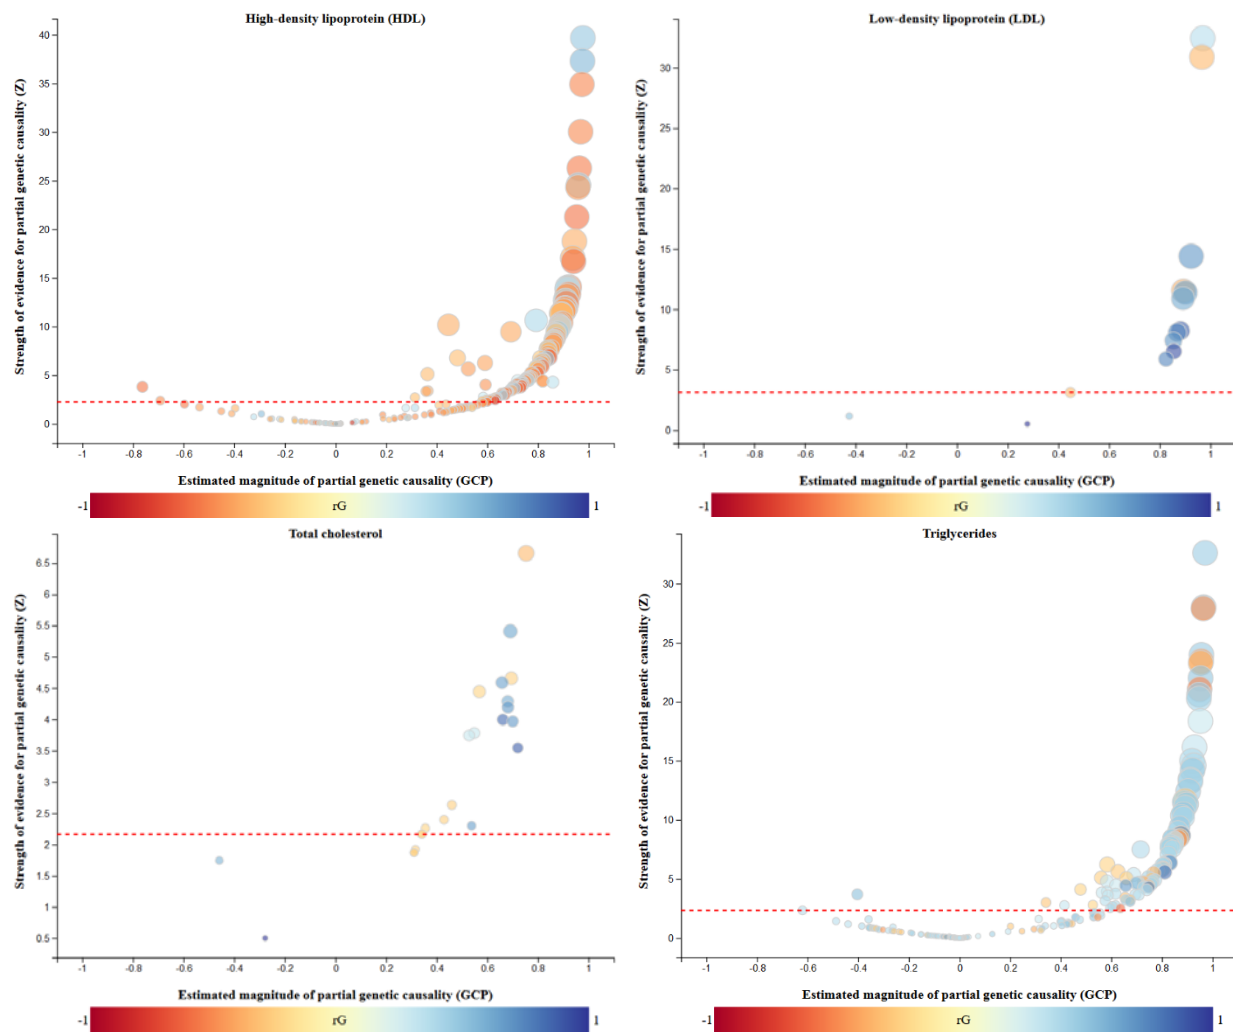 High-density lipoprotein (HDL)
Strength of evidence for partial genetic causality (Z)
40
35
30
25
20
15
10
5
0
-1 -0.8 -0.6 -0.4 -0.2 0 0.2 0.4 0.6 0.8 1
Estimated magnitude of partial genetic causality (GCP)
-1 rG 1
Low-density lipoprotein (LDL)
Strength of evidence for partial genetic causality (Z)
30
25
20
15
10
5
0
-1 -0.8 -0.6 -0.4 -0.2 0 0.2 0.4 0.6 0.8 1
Estimated magnitude of partial genetic causality (GCP)
-1 rG 1
Total cholesterol
Strength of evidence for partial genetic causality (Z)
6.5
6
5.5
5
4.5
4
3.5
3
2.5
2
1.5
1
0.5
-1 -0.8 -0.6 -0.4 -0.2 0 0.2 0.4 0.6 0.8 1
Estimated magnitude of partial genetic causality (GCP)
-1 rG 1
Triglycerides
Strength of evidence for partial genetic causality (Z)
30
25
20
15
10
5
0
-1 -0.8 -0.6 -0.4 -0.2 0 0.2 0.4 0.6 0.8 1
Estimated magnitude of partial genetic causality (GCP)
-1 rG 1